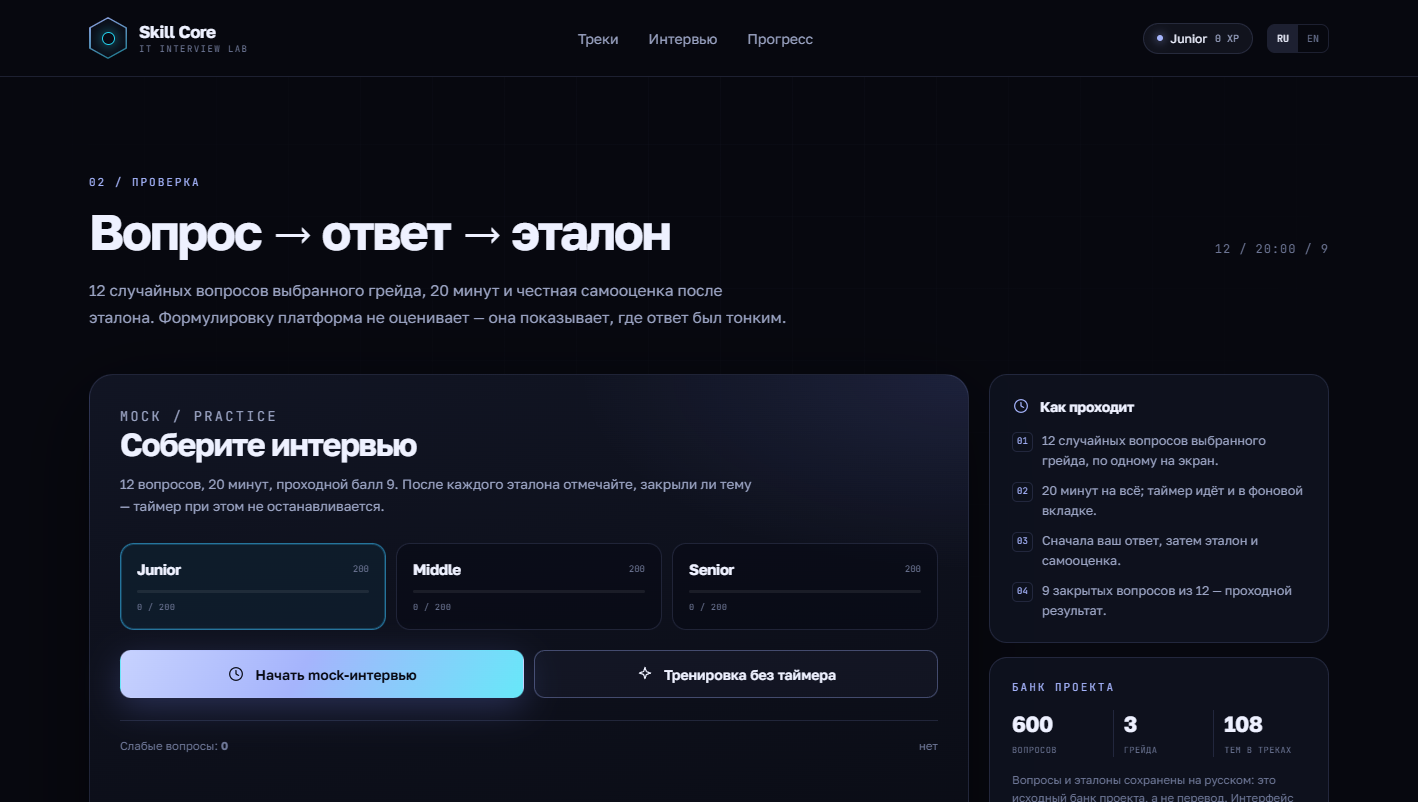 Skill Core
IT INTERVIEW LAB
Треки
Интервью
Прогресс
Junior 0 XP
RU
EN
02 / ПРОВЕРКА
Вопрос → ответ → эталон
12 / 20:00 / 9
12 случайных вопросов выбранного грейда, 20 минут и честная самооценка после
эталона. Формулировку платформа не оценивает — она показывает, где ответ был тонким.
MOCK / PRACTICE
Соберите интервью
12 вопросов, 20 минут, проходной балл 9. После каждого эталона отмечайте, закрыли ли тему
— таймер при этом не останавливается.
Junior
200
0 / 200
Middle
200
0 / 200
Senior
200
0 / 200
Начать mock-интервью
Тренировка без таймера
Слабые вопросы: 0
нет
Как проходит
01
12 случайных вопросов выбранного
грейда, по одному на экран.
02
20 минут на всё; таймер идёт и в фоновой
вкладке.
03
Сначала ваш ответ, затем эталон и
самооценка.
04
9 закрытых вопросов из 12 — проходной
результат.
БАНК ПРОЕКТА
600
ВОПРОСОВ
3
ГРЕЙДА
108
ТЕМ В ТРЕКАХ
Вопросы и эталоны сохранены на русском: это
исходный банк проекта, а не перевод. Интерфейс